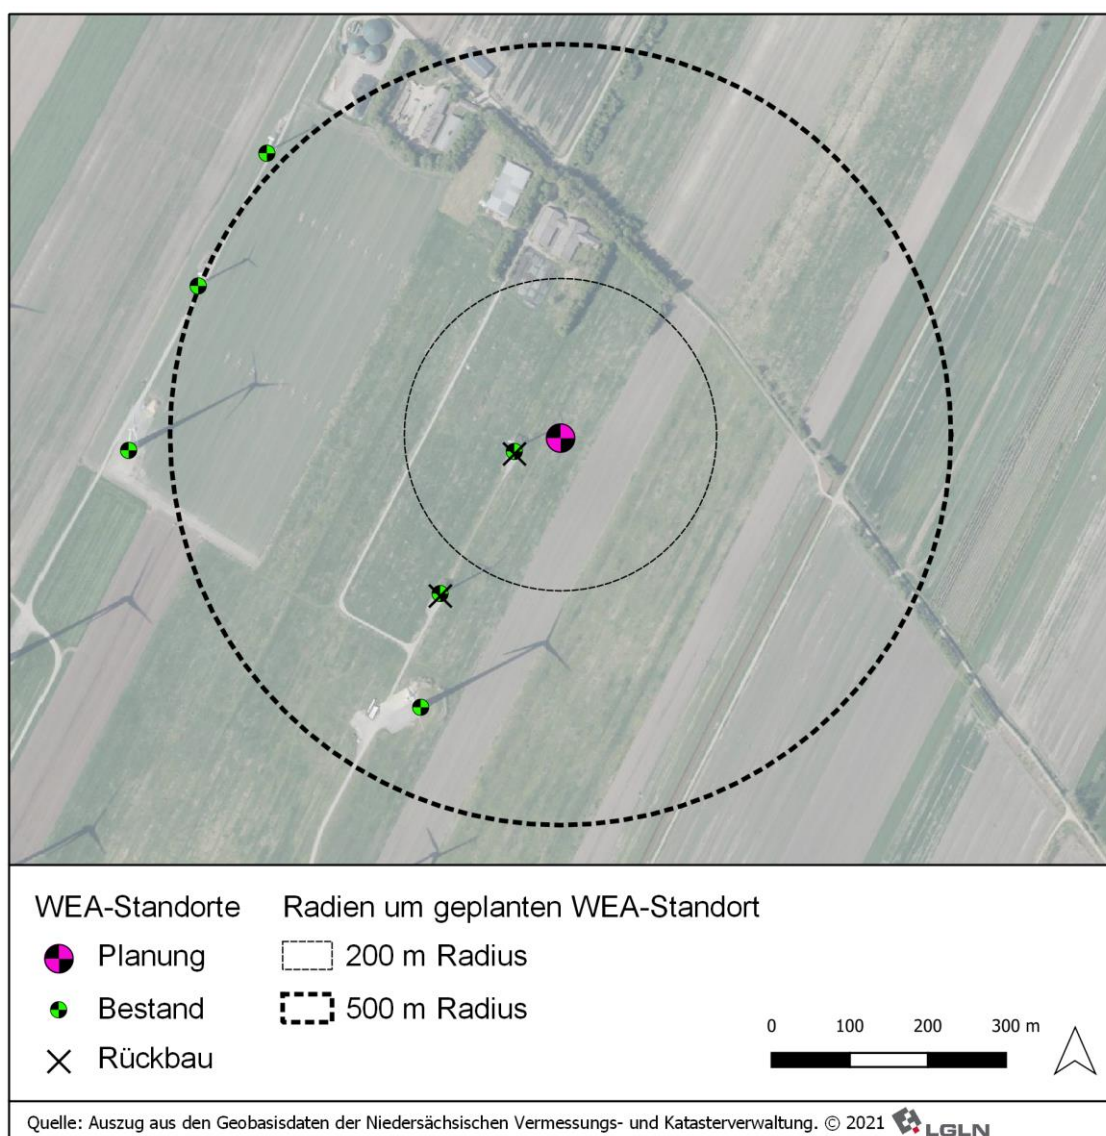 WEA-Standorte Radien um geplanten WEA-Standort
Planung 200 m Radius
Bestand 500 m Radius
0 100 200 300 m
Rückbau
Quelle: Auszug aus den Geobasisdaten der Niedersächsischen Vermessungs- und Katasterverwaltung. © 2021 LGLN